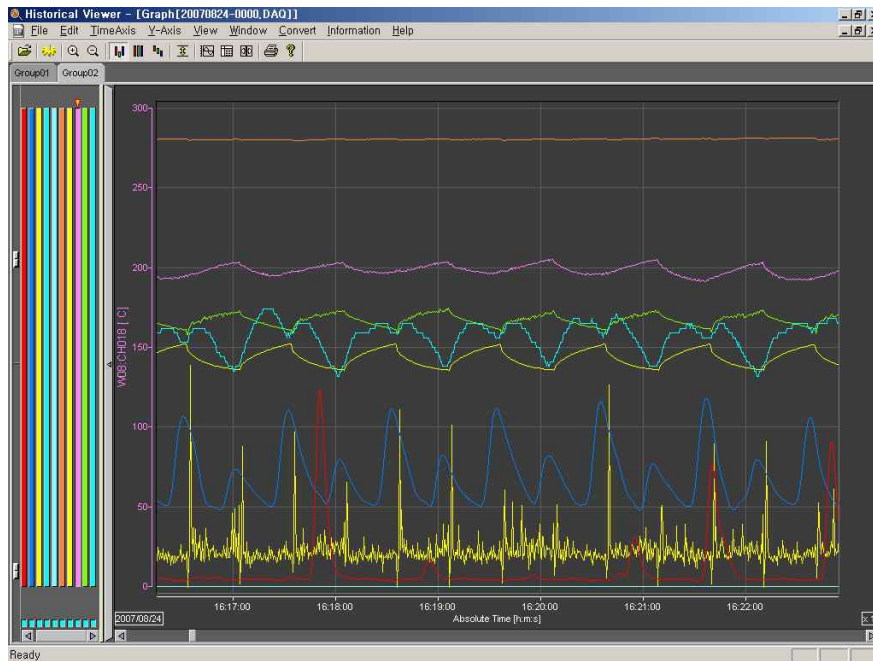 Historical Viewer - [Graph[20070824-0000,DAQ]]
File Edit TimeAxis Y-Axis View Window Convert Information Help
Group01 Group02
300
250
200
150
100
50
0
W08:CH018 [ C]
16:17:00 16:18:00 16:19:00 16:20:00 16:21:00 16:22:00
2007/08/24 Absolute Time [h:m:s] x 1
Ready